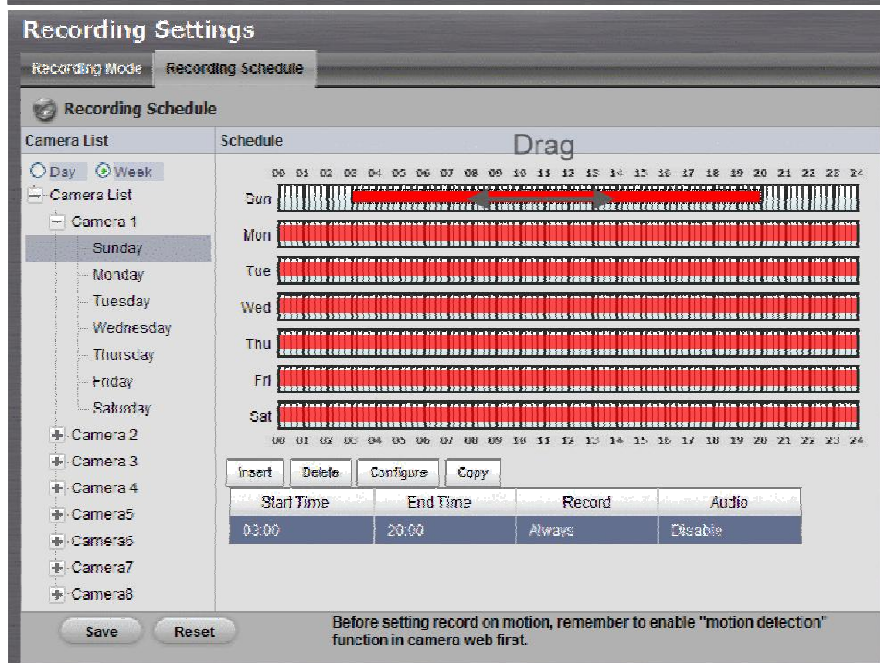 Recording Settings
Recording Mode Recording Schedule
Recording Schedule
Camera List Schedule Drag
Day Week
00 01 02 03 04 05 06 07 08 09 10 11 12 13 14 15 16 17 18 19 20 21 22 23 24
Camera List
Sun
Camera 1
Mon
Sunday
Monday
Tue
Tuesday
Wed
Wednesday
Thu
Thursday
Friday
Fri
Saturday
Sat
Camera 2
00 01 02 03 04 05 06 07 08 09 10 11 12 13 14 15 16 17 18 19 20 21 22 23 24
Camera 3
Insert Delete Configure Copy
Camera 4
Start Time End Time Record Audio
Camera5
03:00 20:00 Always Disable
Camera6
Camera7
Camera8
Save Reset
Before setting record on motion, remember to enable "motion detection"
function in camera web first.